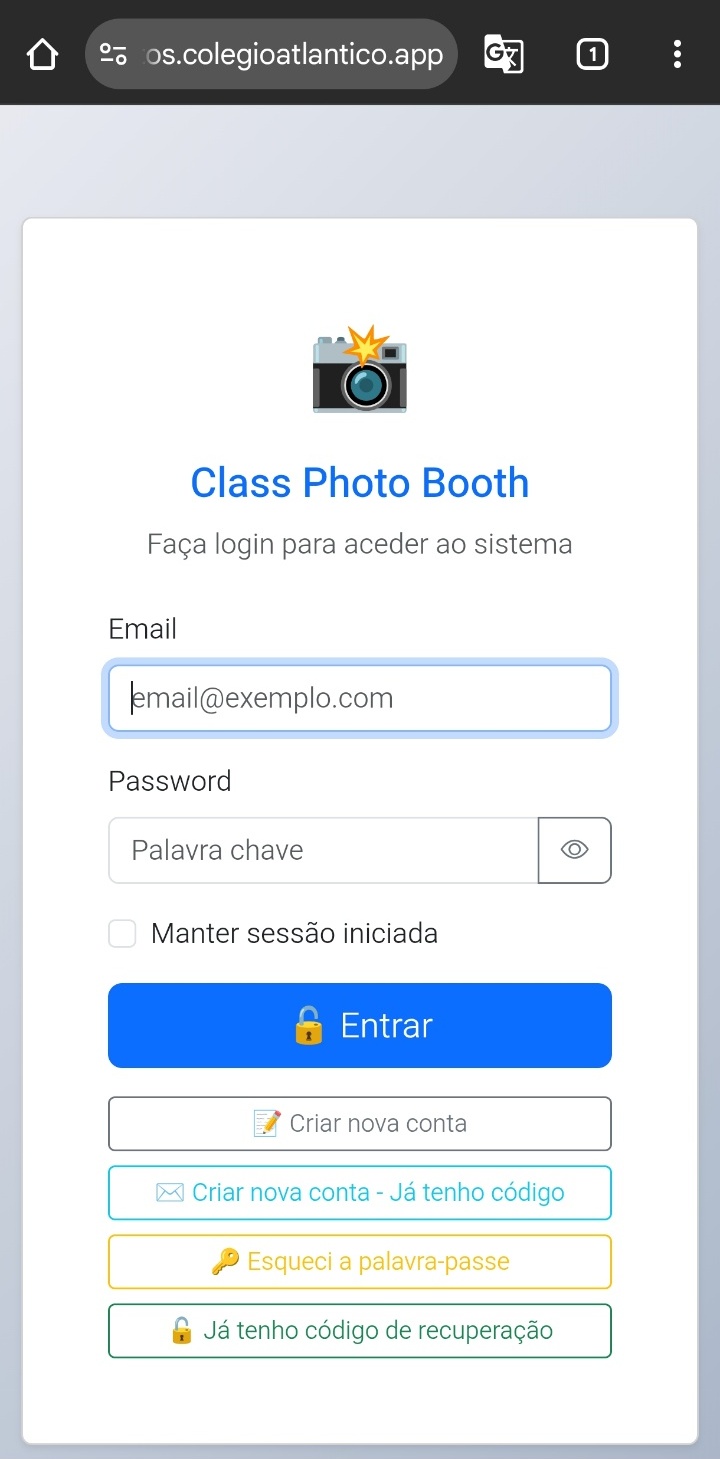 os.colegioatlantico.app
1
Class Photo Booth
Faça login para aceder ao sistema
Email
email@exemplo.com
Password
Palavra chave
Manter sessão iniciada
Entrar
Criar nova conta
Criar nova conta - Já tenho código
Esqueci a palavra-passe
Já tenho código de recuperação